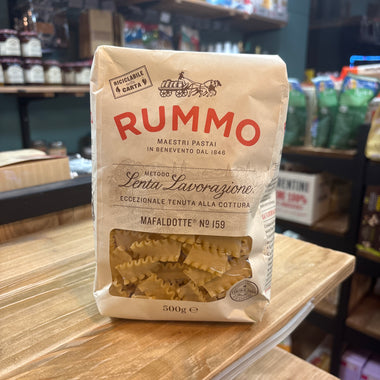 RICICLABILE
CARTA
RUMMO
MAESTRI PASTAI
IN BENEVENTO DAL 1846
METODO
Lenta Lavorazione
ECCEZIONALE TENUTA ALLA COTTURA
MAFALDOTTE® Nº 159
500g e